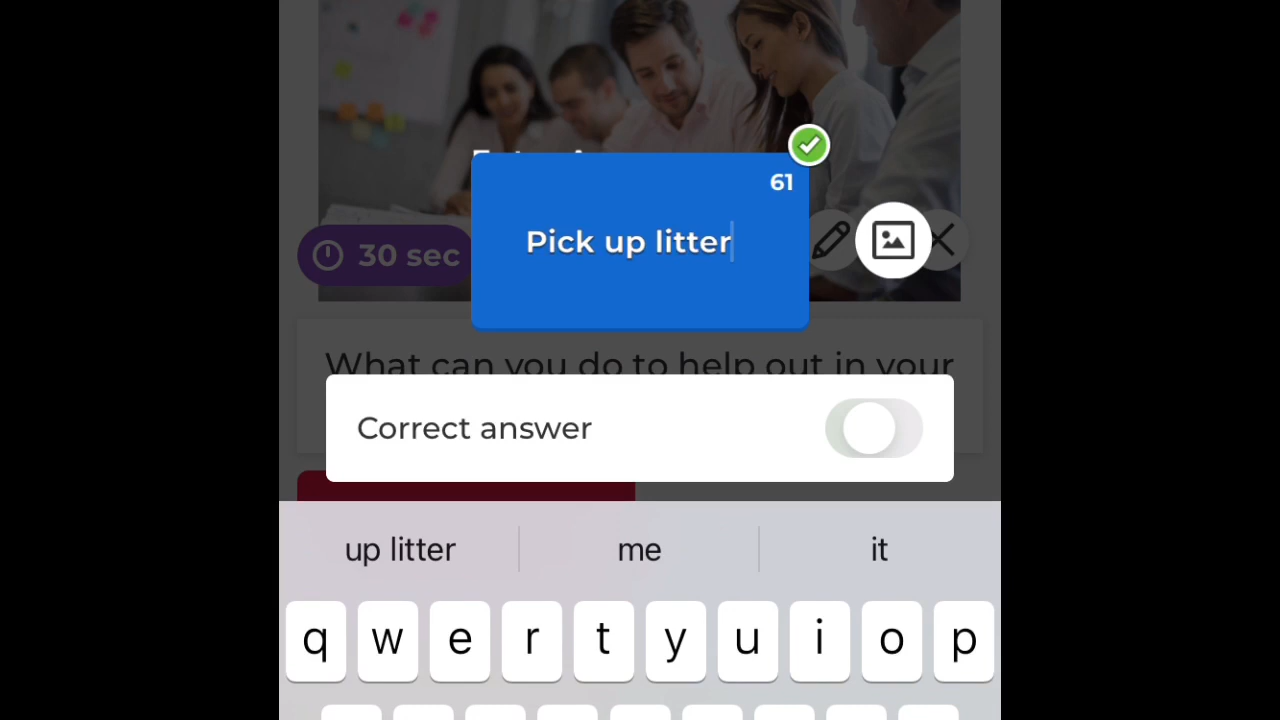 61
Pick up litter
30 sec
What can you do to help out in your
Correct answer
up litter me it
q w e r t y u i o p